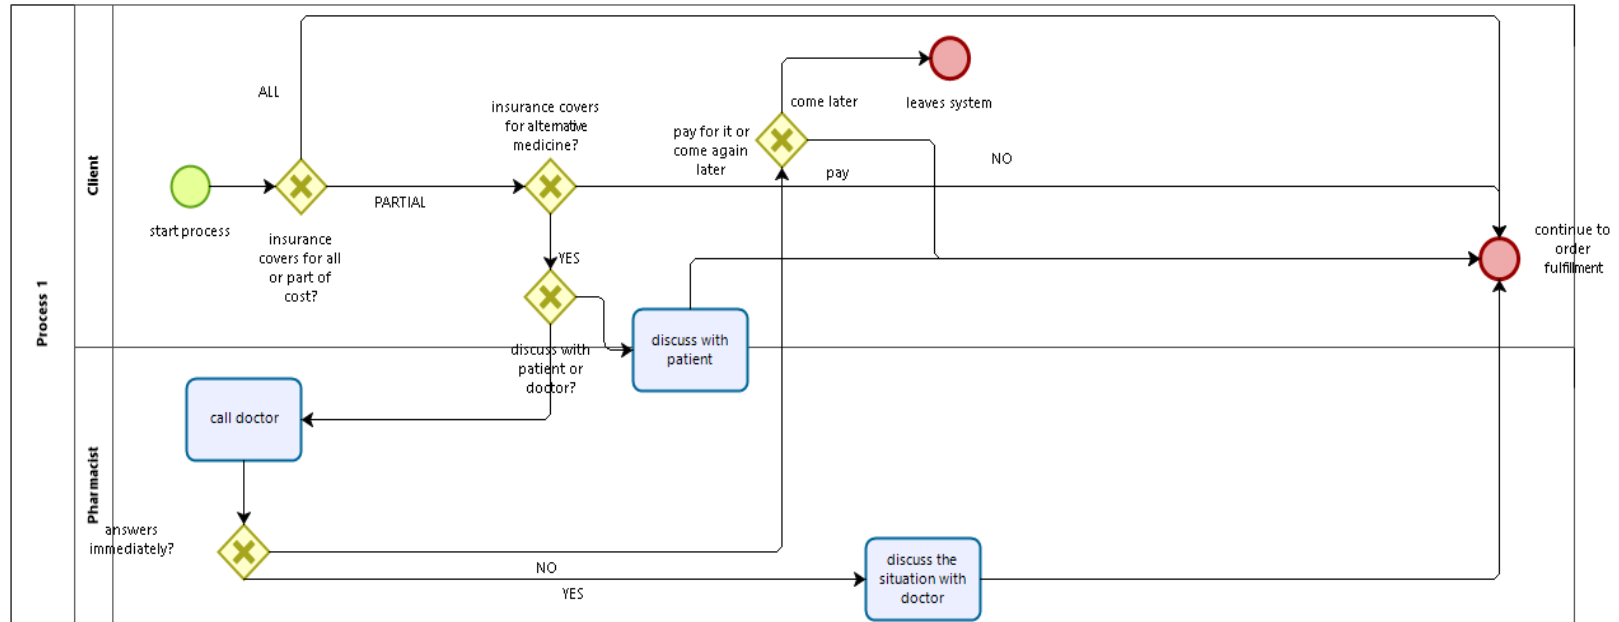 Process 1
Client
Pharmacist
start process
ALL
insurance
covers for all
or part of
cost?
PARTIAL
insurance covers
for alternative
medicine?
YES
NO
discuss with
patient or
doctor?
discuss with
patient
pay for it or
come again
later
come later
leaves system
pay
continue to
order
fulfillment
call doctor
answers
immediately?
NO
YES
discuss the
situation with
doctor